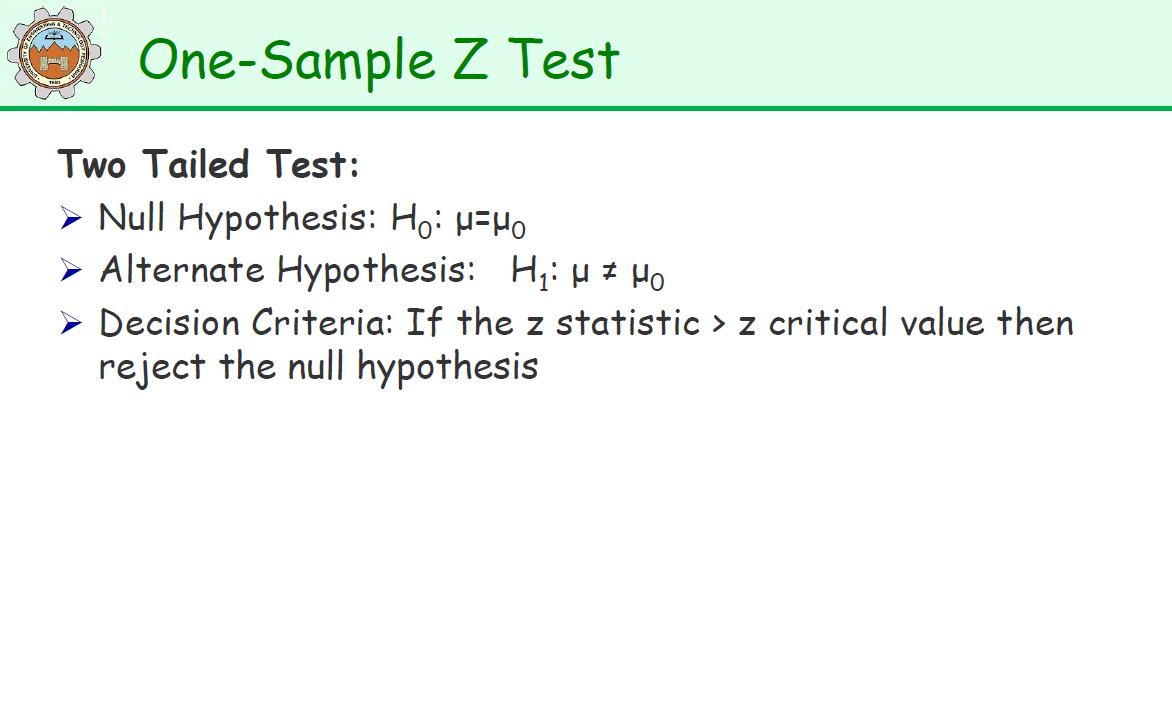 One-Sample Z Test
Two Tailed Test:
➢ Null Hypothesis: H₀: μ=μ₀
➢ Alternate Hypothesis: H₁: μ ≠ μ₀
➢ Decision Criteria: If the z statistic > z critical value then
reject the null hypothesis